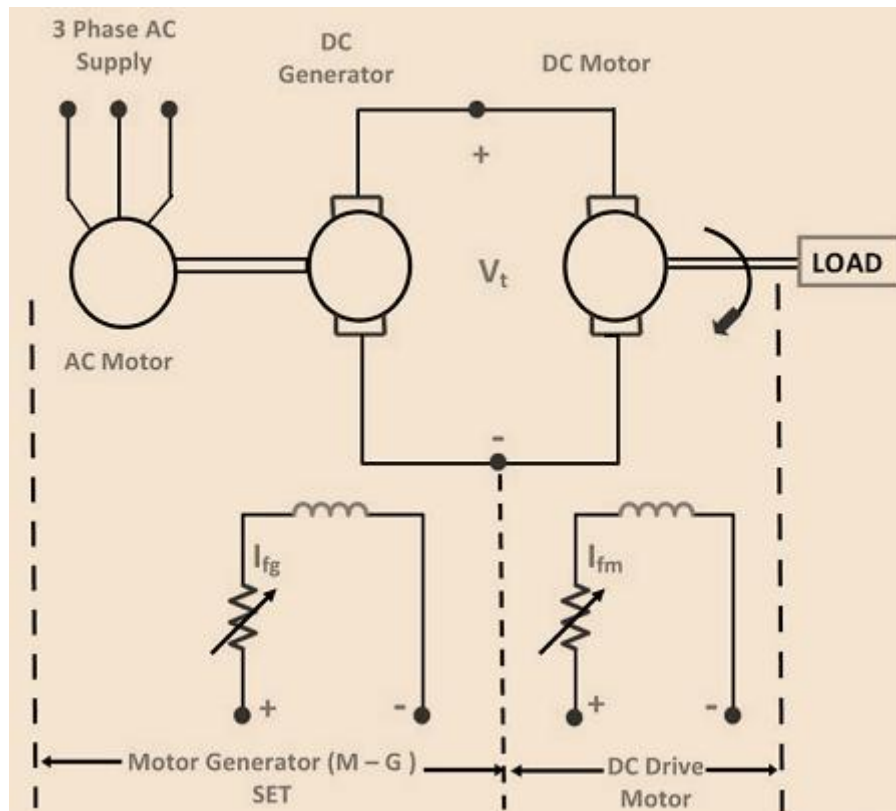 3 Phase AC
Supply
DC
Generator
DC Motor
+
Vt
LOAD
AC Motor
-
Ifg
Ifm
+
-
+
-
Motor Generator (M – G )
SET
DC Drive
Motor